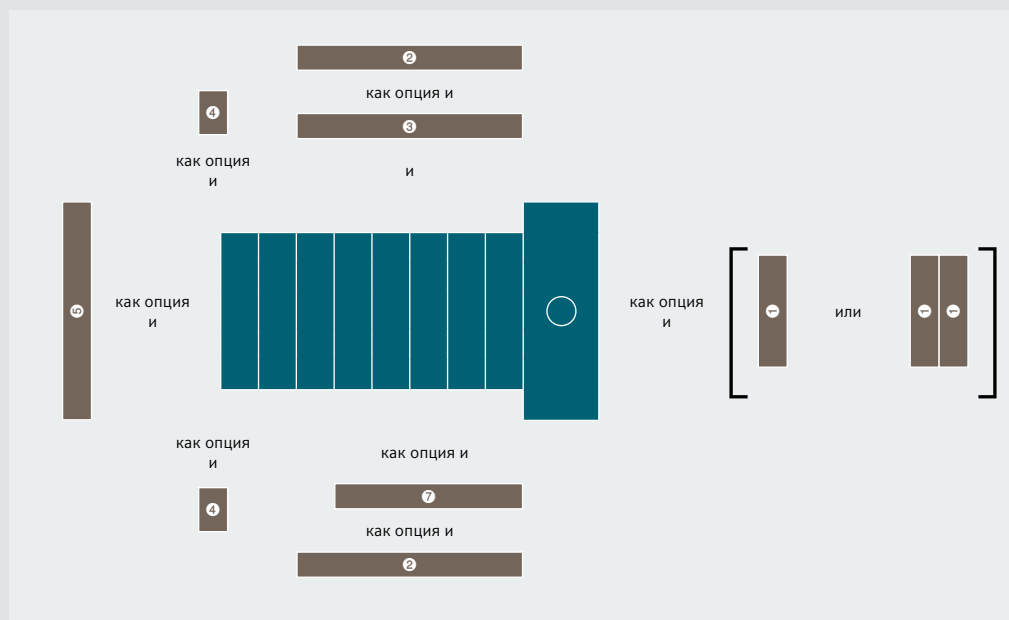 ❷
как опция и
❹
❸
как опция
и
и
❺
как опция
и
как опция
и
❶
или
❶ ❶
как опция
и
как опция и
❹
❼
как опция и
❷